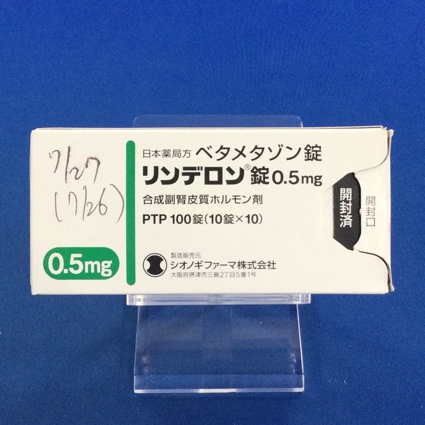 7/27
(7/26)
日本薬局方 ベタメタゾン錠
リンデロン®錠0.5mg
合成副腎皮質ホルモン剤
PTP 100錠(10錠×10)
0.5mg
製造販売元
シオノギファーマ株式会社
大阪府摂津市三島2丁目5番1号
開封済
開封口